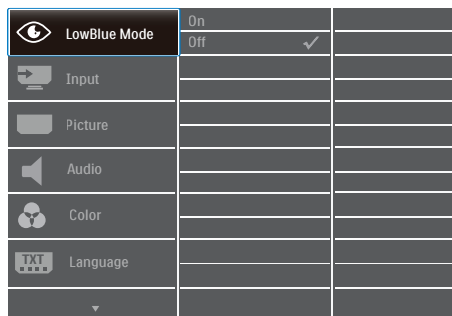 LowBlue Mode
On
Off
Input
Picture
Audio
Color
TXT
Language